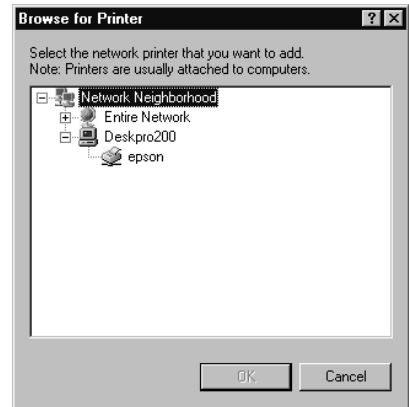 Browse for Printer
Select the network printer that you want to add.
Note: Printers are usually attached to computers.
Network Neighborhood
Entire Network
Deskpro200
epson
OK
Cancel